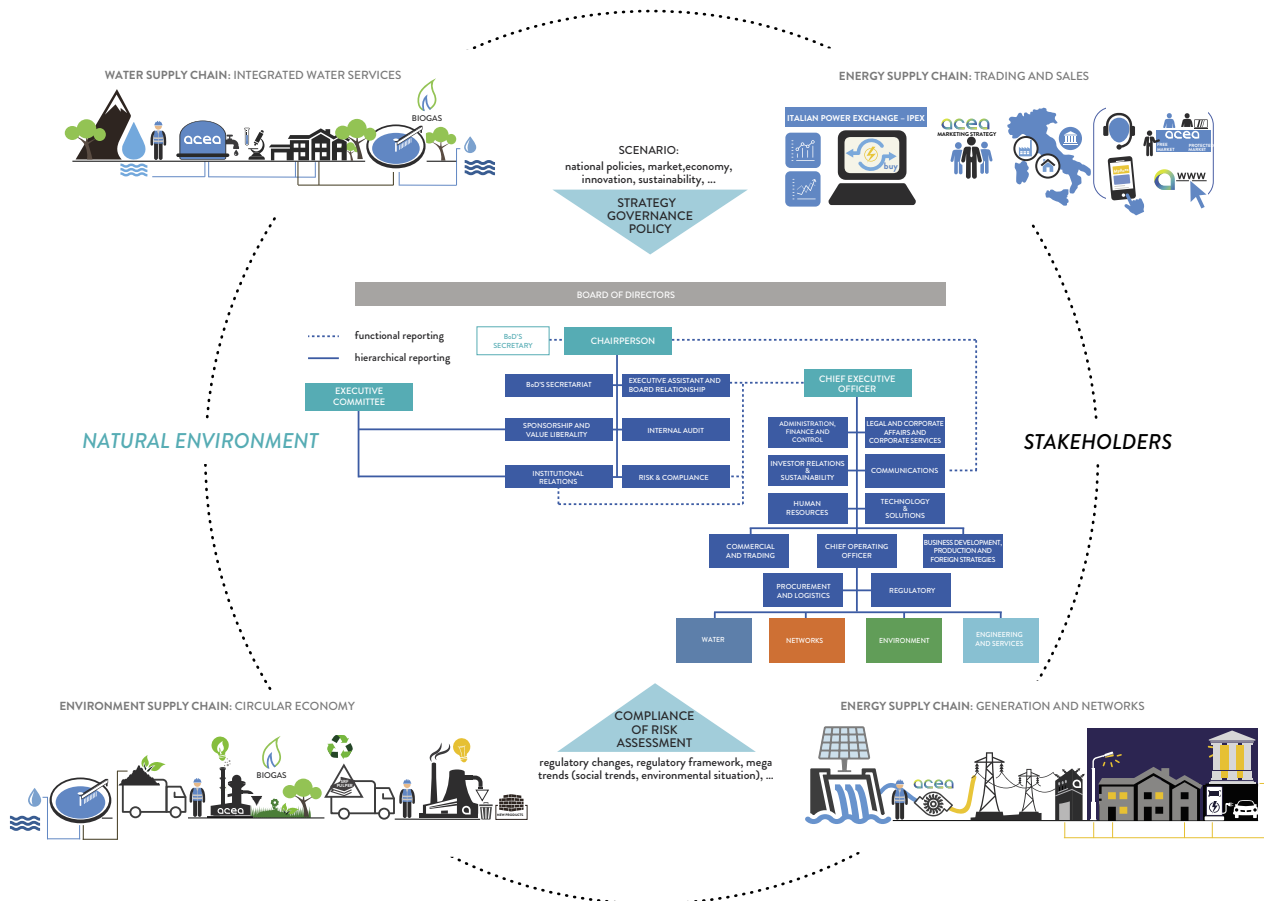 WATER SUPPLY CHAIN: INTEGRATED WATER SERVICES
BIOGAS
acea
ENERGY SUPPLY CHAIN: TRADING AND SALES
ITALIAN POWER EXCHANGE – IPEX
buy
acea
MARKETING STRATEGY
acea
FREE
MARKET
PROTECTED
MARKET
www
SCENARIO:
national policies, market,economy,
innovation, sustainability, ...
STRATEGY
GOVERNANCE
POLICY
BOARD OF DIRECTORS
functional reporting
hierarchical reporting
BoD'S
SECRETARY
CHAIRPERSON
EXECUTIVE
COMMITTEE
BoD'S SECRETARIAT
EXECUTIVE ASSISTANT AND
BOARD RELATIONSHIP
CHIEF EXECUTIVE
OFFICER
SPONSORSHIP AND
VALUE LIBERALITY
INTERNAL AUDIT
ADMINISTRATION,
FINANCE AND
CONTROL
LEGAL AND CORPORATE
AFFAIRS AND
CORPORATE SERVICES
INSTITUTIONAL
RELATIONS
RISK & COMPLIANCE
INVESTOR RELATIONS
&
SUSTAINABILITY
COMMUNICATIONS
HUMAN
RESOURCES
TECHNOLOGY
&
SOLUTIONS
COMMERCIAL
AND TRADING
CHIEF OPERATING
OFFICER
BUSINESS DEVELOPMENT,
PRODUCTION AND
FOREIGN STRATEGIES
PROCUREMENT
AND LOGISTICS
REGULATORY
WATER
NETWORKS
ENVIRONMENT
ENGINEERING
AND SERVICES
NATURAL ENVIRONMENT
STAKEHOLDERS
COMPLIANCE
OF RISK
ASSESSMENT
regulatory changes, regulatory framework, mega
trends (social trends, environmental situation), ...
ENVIRONMENT SUPPLY CHAIN: CIRCULAR ECONOMY
BIOGAS
acea
NEW PRODUCTS
ENERGY SUPPLY CHAIN: GENERATION AND NETWORKS
acea